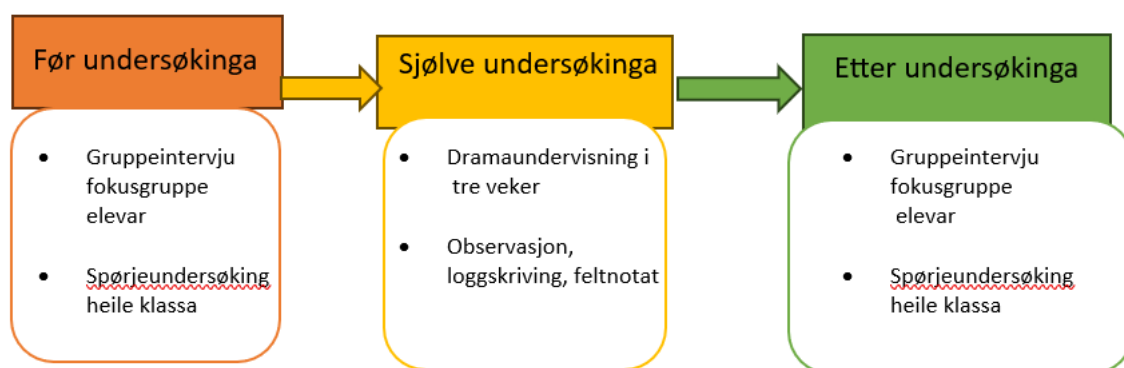 Før undersøkinga
Gruppeintervju
fokusgruppe
elevar
Spørjeundersøking
heile klassa
Sjølve undersøkinga
Dramaundervisning i
tre veker
Observasjon,
loggskriving, feltnotat
Etter undersøkinga
Gruppeintervju
fokusgruppe
elevar
Spørjeundersøking
heile klassa